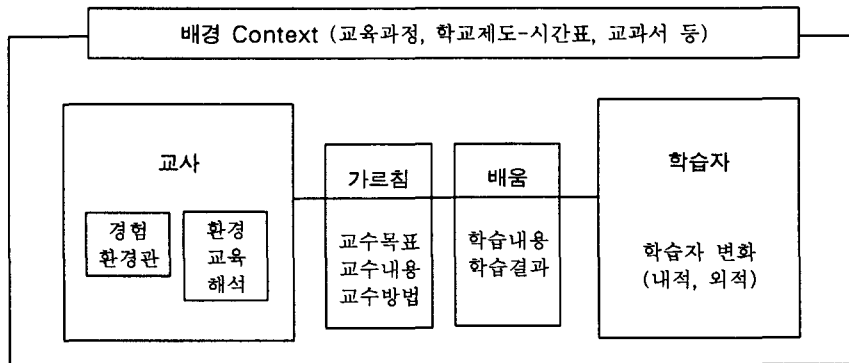 배경 Context (교육과정, 학교제도-시간표, 교과서 등)
교사
경험
환경관
환경
교육
해석
가르침
교수목표
교수내용
교수방법
배움
학습내용
학습결과
학습자
학습자 변화
(내적, 외적)